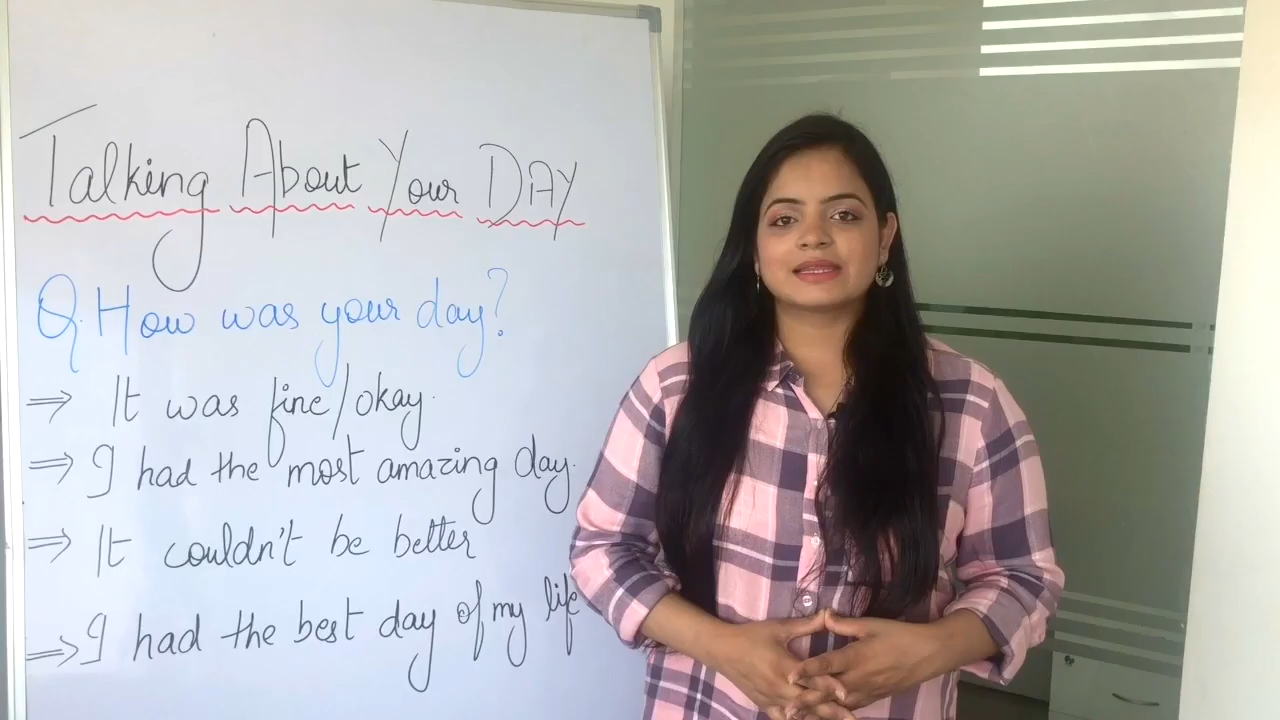 Talking About Your DAY
Q. How was your day?
⇒ It was fine/okay.
⇒ I had the most amazing day.
⇒ It couldn't be better
⇒ I had the best day of my life